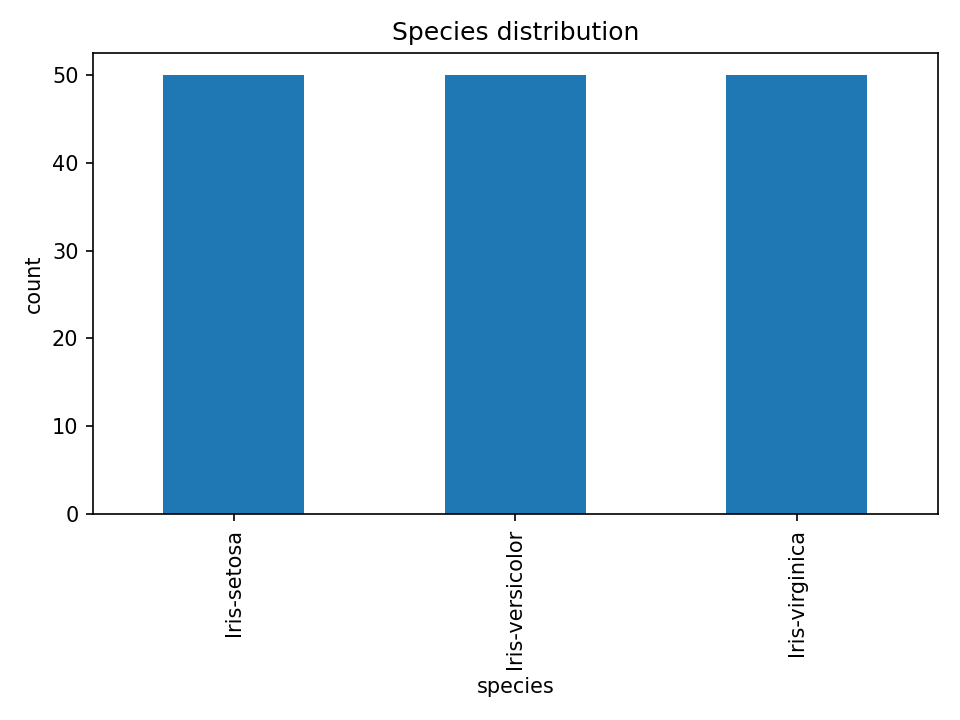 Species distribution
50
40
30
20
10
0
count
Iris-setosa
Iris-versicolor
Iris-virginica
species